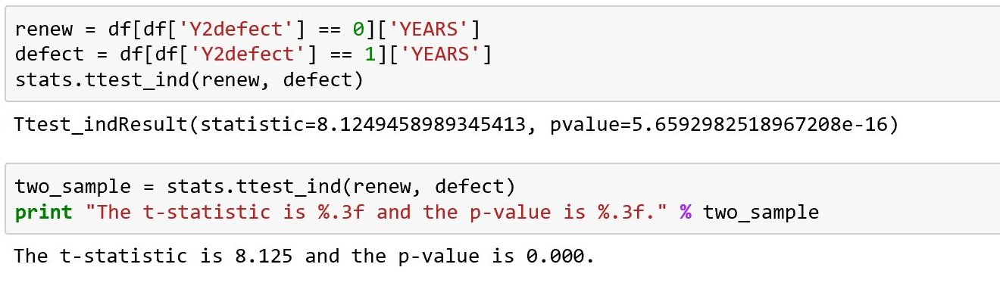 renew = df[df['Y2defect'] == 0]['YEARS']
defect = df[df['Y2defect'] == 1]['YEARS']
stats.ttest_ind(renew, defect)
Ttest_indResult(statistic=8.1249458989345413, pvalue=5.6592982518967208e-16)
two_sample = stats.ttest_ind(renew, defect)
print "The t-statistic is %.3f and the p-value is %.3f." % two_sample
The t-statistic is 8.125 and the p-value is 0.000.